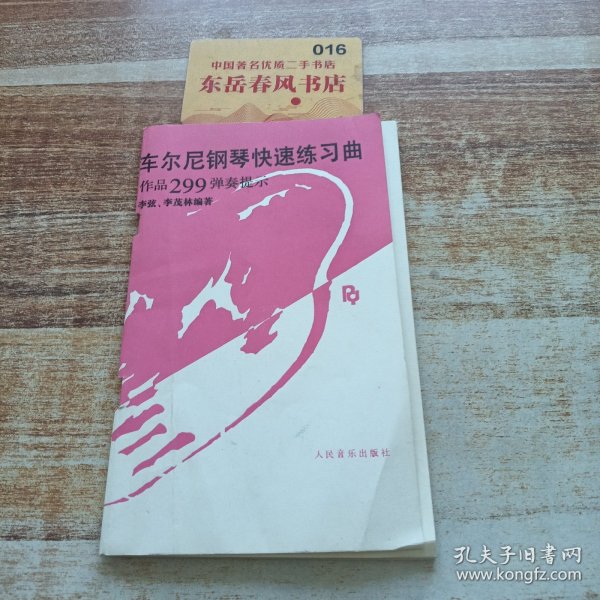 016
中国著名优质二手书店
东岳春风书店
车尔尼钢琴快速练习曲
作品299弹奏提示
李弦、李茂林编著
人民音乐出版社
孔夫子旧书网
www.kongfz.com